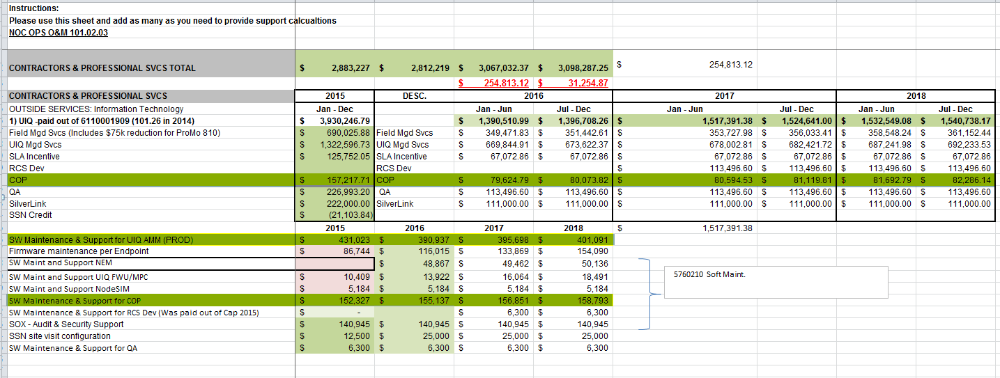 Instructions:
Please use this sheet and add as many as you need to provide support calcualtions
NOC OPS O&M 101.02.03
CONTRACTORS & PROFESSIONAL SVCS TOTAL $ 2,883,227 $ 2,812,219 $ 3,067,032.37 $ 3,098,287.25 $ 254,813.12
$ 254,813.12 $ 31,254.87
CONTRACTORS & PROFESSIONAL SVCS 2015 DESC. 2016 2017 2018
OUTSIDE SERVICES: Information Technology Jan - Dec Jan - Jun Jul - Dec Jan - Jun Jul - Dec Jan - Jun Jul - Dec
1) UIQ -paid out of 6110001909 (101.26 in 2014) $ 3,930,246.79 $ 1,390,510.99 $ 1,396,708.26 $ 1,517,391.38 $ 1,524,641.00 $ 1,532,549.08 $ 1,540,738.17
Field Mgd Svcs (Includes $75k reduction for ProMo 810) $ 690,025.88 Field Mgd Svcs $ 349,471.83 $ 351,442.61 $ 353,727.98 $ 356,033.41 $ 358,548.24 $ 361,152.44
UIQ Mgd Svcs $ 1,322,596.73 UIQ Mgd Svcs $ 669,844.91 $ 673,622.37 $ 678,002.81 $ 682,421.72 $ 687,241.98 $ 692,233.53
SLA Incentive $ 125,752.05 SLA Incentive $ 67,072.86 $ 67,072.86 $ 67,072.86 $ 67,072.86 $ 67,072.86 $ 67,072.86
RCS Dev RCS Dev $ 113,496.60 $ 113,496.60 $ 113,496.60 $ 113,496.60
COP $ 157,217.71 COP $ 79,624.79 $ 80,073.82 $ 80,594.53 $ 81,119.81 $ 81,692.79 $ 82,286.14
QA $ 226,993.20 QA $ 113,496.60 $ 113,496.60 $ 113,496.60 $ 113,496.60 $ 113,496.60 $ 113,496.60
SilverLink $ 222,000.00 SilverLink $ 111,000.00 $ 111,000.00 $ 111,000.00 $ 111,000.00 $ 111,000.00 $ 111,000.00
SSN Credit $ (21,103.84)
2015 2016 2017 2018 $ 1,517,391.38
SW Maintenance & Support for UIQ AMM (PROD) $ 431,023 $ 390,937 $ 395,698 $ 401,091
Firmware maintenance per Endpoint $ 86,744 $ 116,015 $ 133,869 $ 154,090
SW Maint and Support NEM $ 48,867 $ 49,462 $ 50,136
5760210 Soft Maint.
SW Maint and Support UIQ FWU/MPC $ 10,409 $ 13,922 $ 16,064 $ 18,491
SW Maint and Support NodeSIM $ 5,184 $ 5,184 $ 5,184 $ 5,184
SW Maintenance & Support for COP $ 152,327 $ 155,137 $ 156,851 $ 158,793
SW Maintenance & Support for RCS Dev (Was paid out of Cap 2015) $ - $ 6,300 $ 6,300
SOX - Audit & Security Support $ 140,945 $ 140,945 $ 140,945 $ 140,945
SSN site visit configuration $ 12,500 $ 25,000 $ 25,000 $ 25,000
SW Maintenance & Support for QA $ 6,300 $ 6,300 $ 6,300 $ 6,300